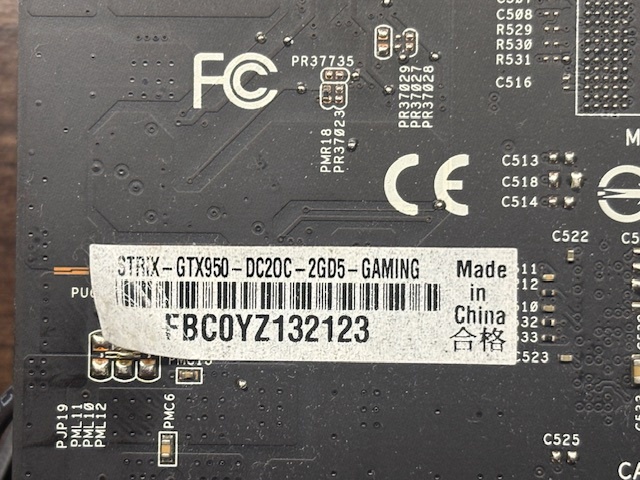 C508
R529
R530
R531
C516
FC
PR37735
PR37029
PR37027
PR37028
PMR18
PR37023
CE
C513
C518
C514
C522
STRIX-GTX950-DC2OC-2GD5-GAMING
Made
in
China
合格
C523
PMC6
PJP19
PML11
PML10
PML12
C525